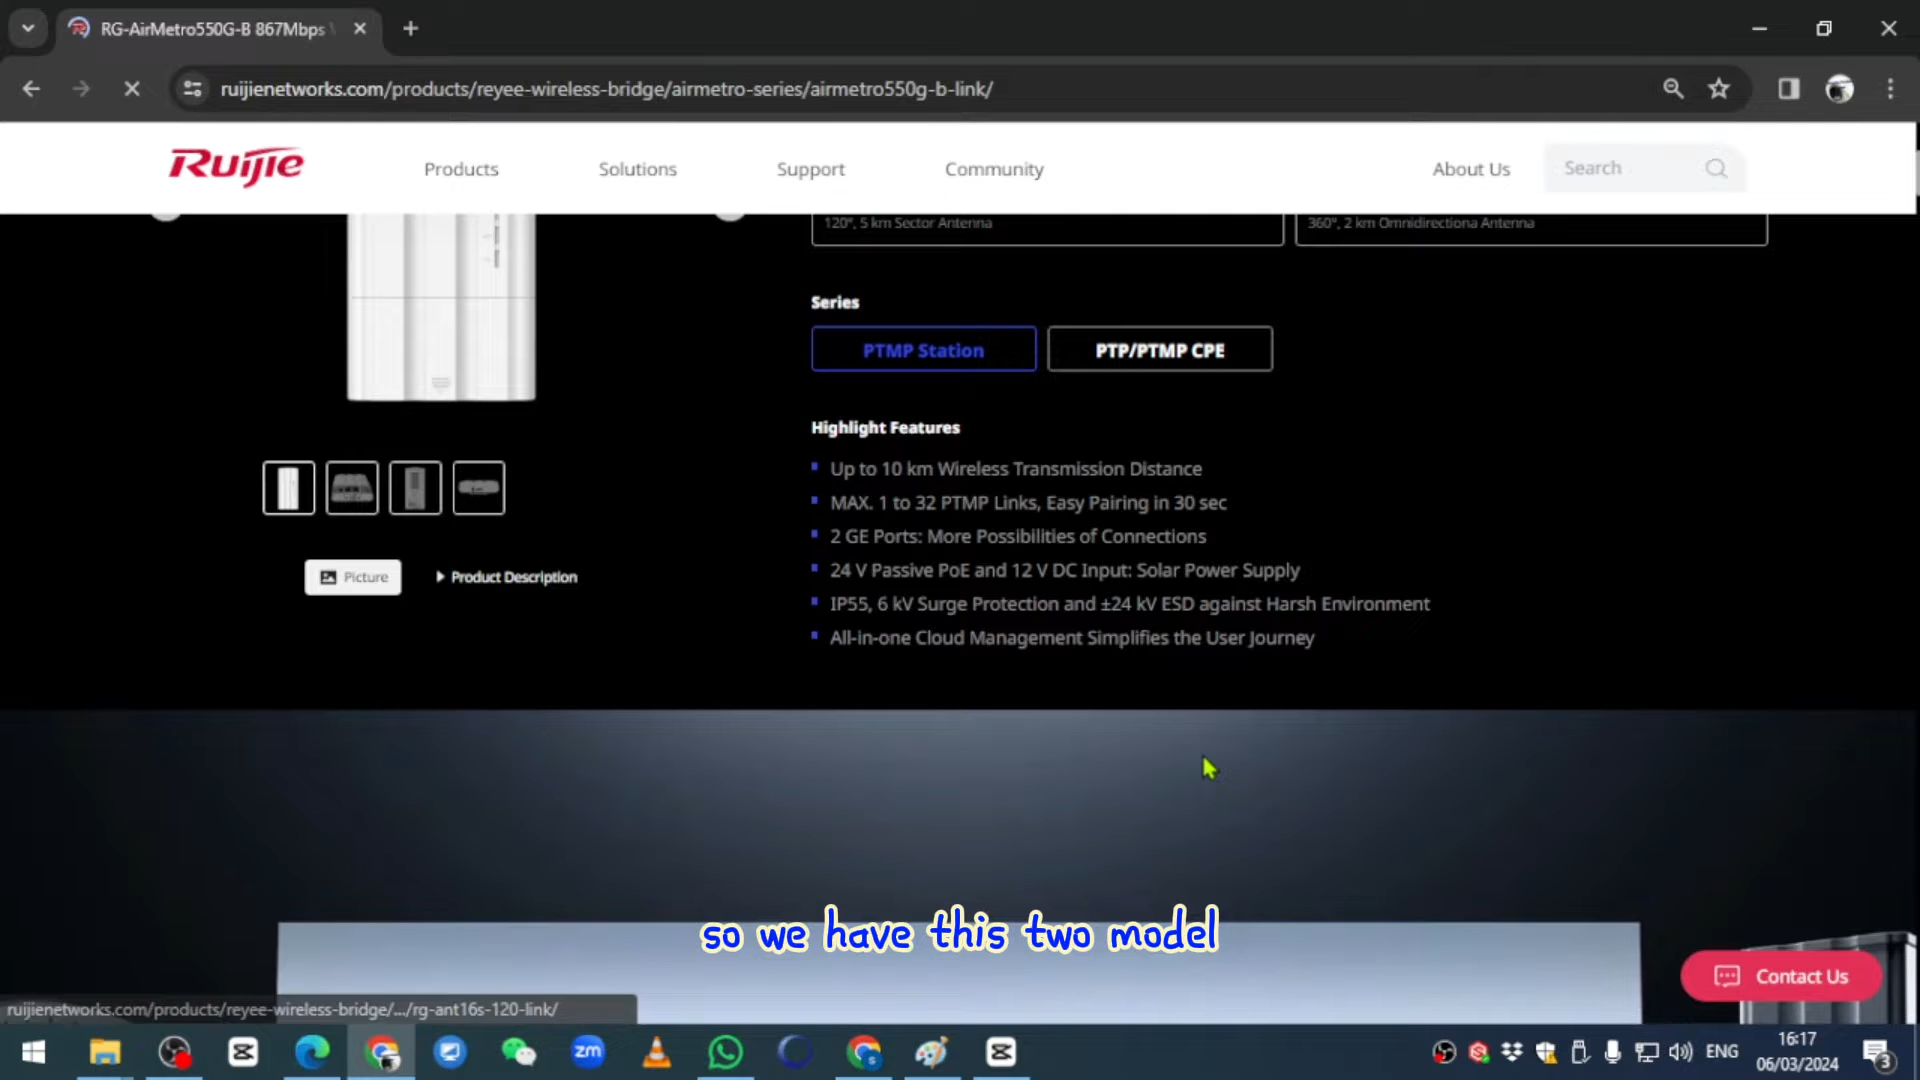 RG-AirMetro550G-B 867Mbps
ruijienetworks.com/products/reyee-wireless-bridge/airmetro-series/airmetro550g-b-link/
Ruijie
Products
Solutions
Support
Community
About Us
Search
120°, 5 km Sector Antenna
360°, 2 km Omnidirectiona Antenna
Series
PTMP Station
PTP/PTMP CPE
Highlight Features
Up to 10 km Wireless Transmission Distance
MAX. 1 to 32 PTMP Links, Easy Pairing in 30 sec
2 GE Ports: More Possibilities of Connections
24 V Passive PoE and 12 V DC Input: Solar Power Supply
IP55, 6 kV Surge Protection and ±24 kV ESD against Harsh Environment
All-in-one Cloud Management Simplifies the User Journey
Picture
Product Description
so we have this two model
Contact Us
ruijienetworks.com/products/reyee-wireless-bridge/.../rg-ant16s-120-link/
zm
ENG
16:17
06/03/2024
3